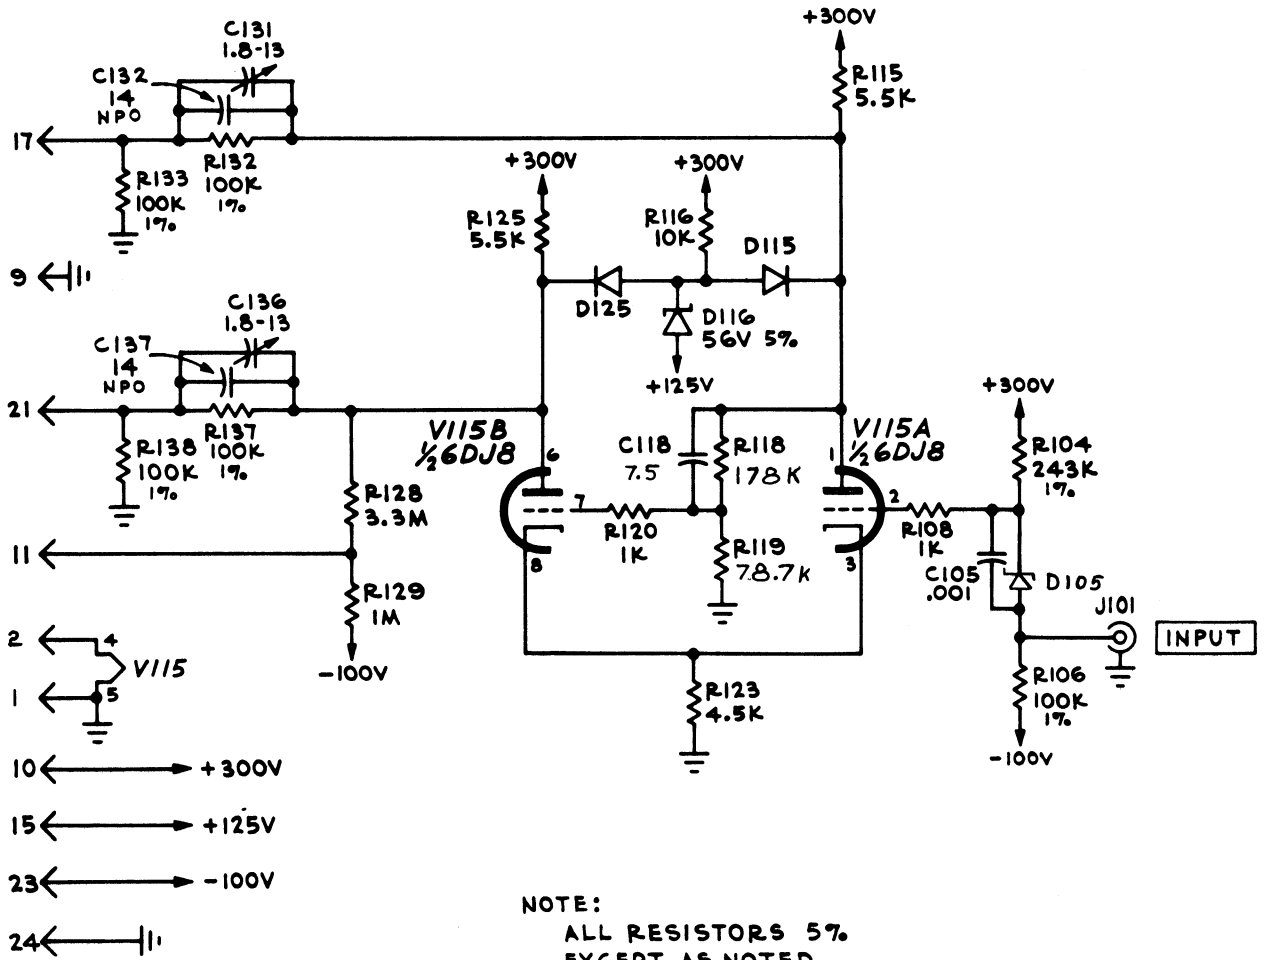 +300V
C131
1.8-13
C132
14
NPO
R115
5.5K
17
R132
100K
1%
R133
100K
1%
+300V
+300V
R125
5.5K
R116
10K
D115
9
D125
D116
56V 5%
+125V
C136
1.8-13
C137
14
NPO
21
R137
100K
1%
R138
100K
1%
V115B
½6DJ8
6
7
8
C118
7.5
R118
178K
V115A
½6DJ8
1
2
3
+300V
R104
243K
1%
R128
3.3M
R120
1K
R119
78.7K
R108
1K
C105
.001
D105
11
R129
1M
-100V
J101
INPUT
2
4
V115
1
5
R123
4.5K
R106
100K
1%
-100V
10 +300V
15 +125V
23 -100V
24
NOTE:
ALL RESISTORS 5%
EXCEPT AS NOTED